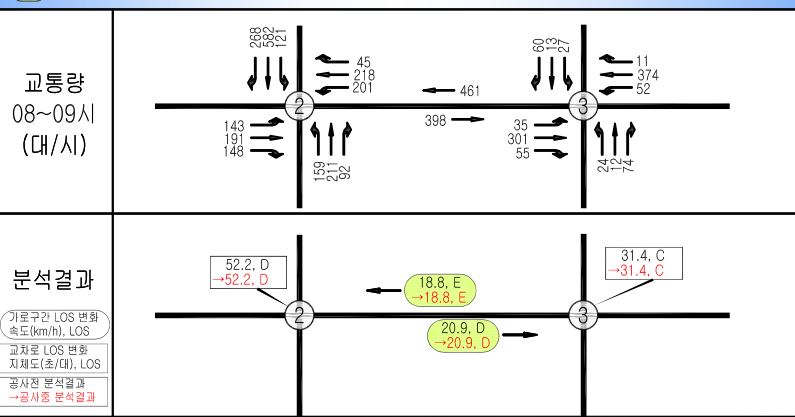 교통량
08~09시
(대/시)
268
582
121
45
218
201
143
191
148
159
211
92
461
398
60
13
27
11
374
52
35
301
55
24
12
74
2
3
분석결과
가로구간 LOS 변화
속도(km/h), LOS
교차로 LOS 변화
지체도(초/대), LOS
공사전 분석결과
→공사중 분석결과
52.2, D
→52.2, D
18.8, E
→18.8, E
20.9, D
→20.9, D
31.4, C
→31.4, C
2
3